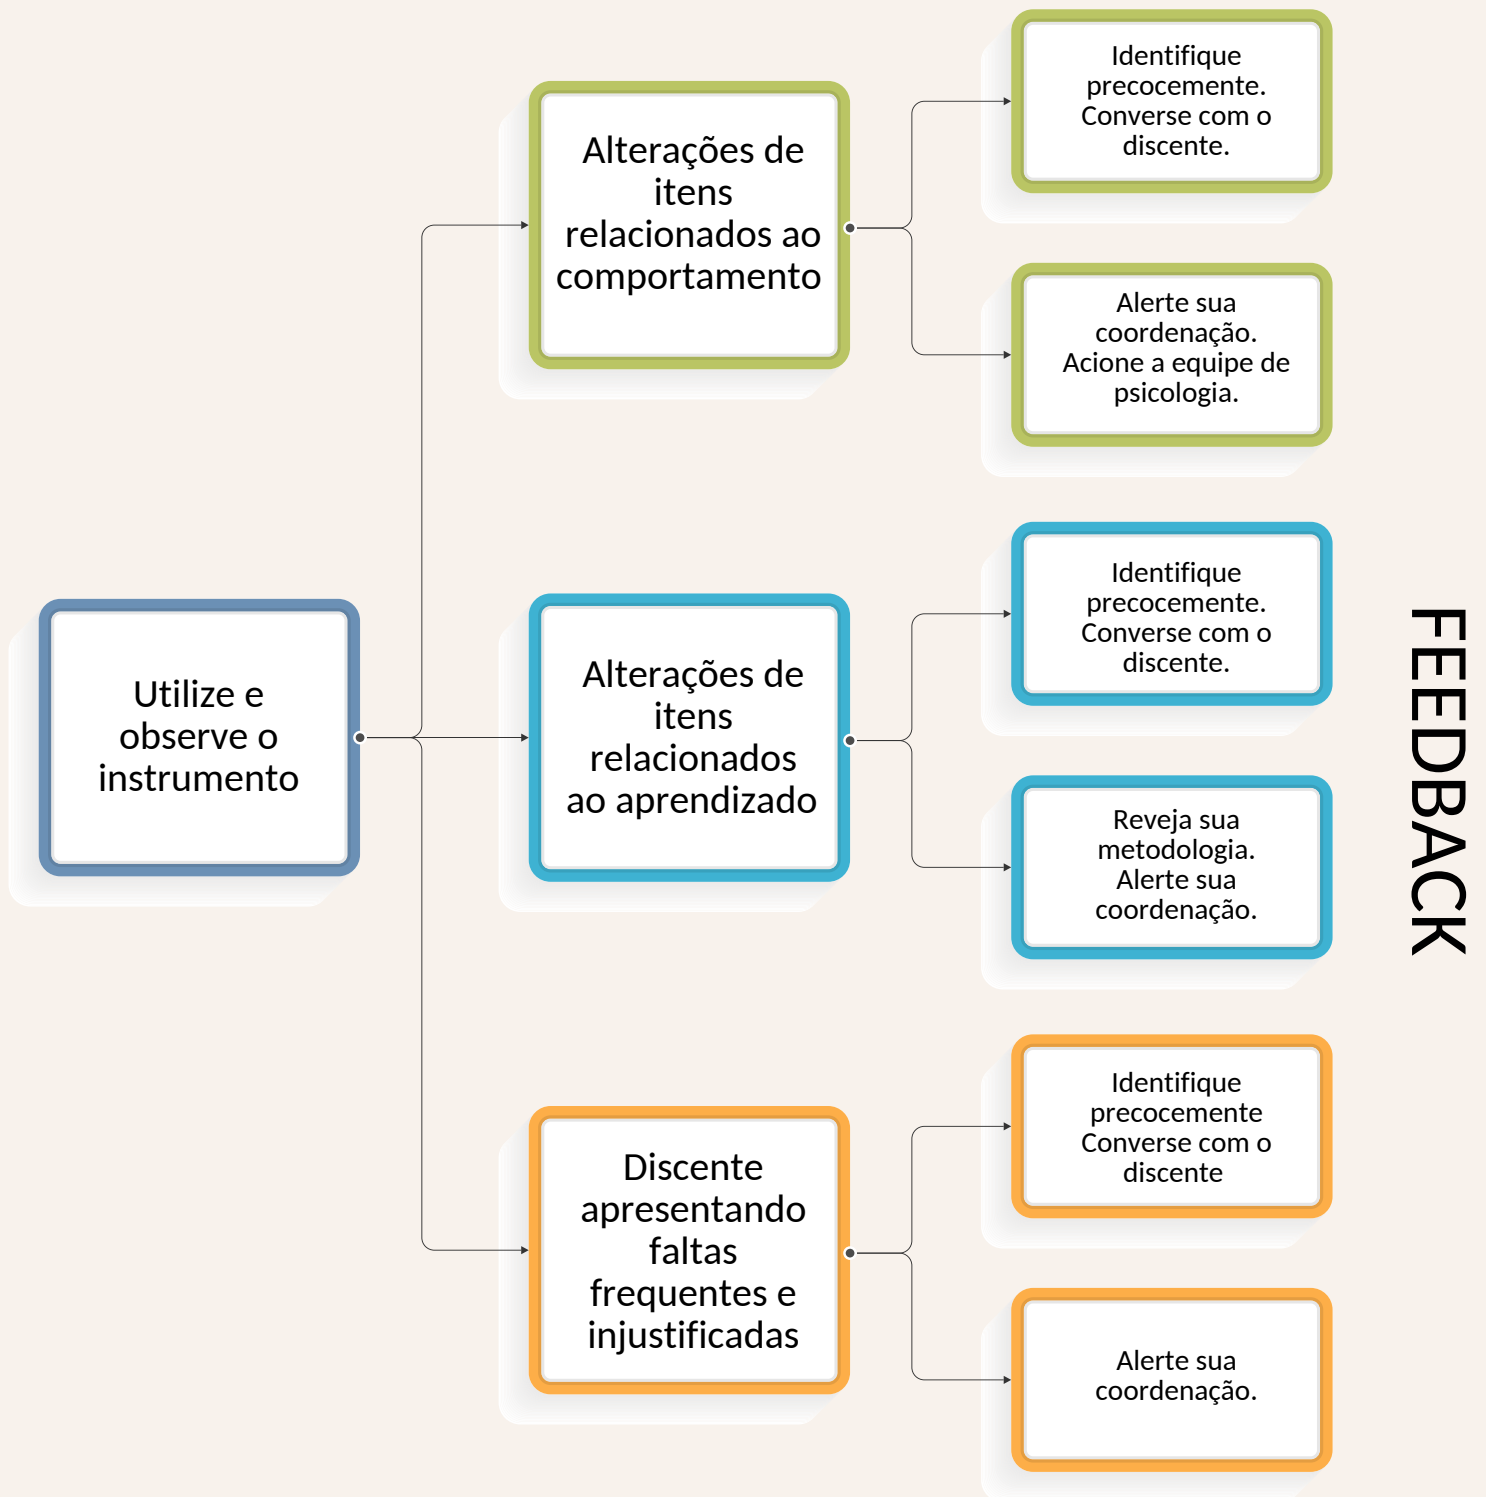 Utilize e
observe o
instrumento
Alterações de
itens
relacionados ao
comportamento
Identifique
precocemente.
Converse com o
discente.
Alerte sua
coordenação.
Acione a equipe de
psicologia.
Alterações de
itens
relacionados
ao aprendizado
Identifique
precocemente.
Converse com o
discente.
Reveja sua
metodologia.
Alerte sua
coordenação.
Discente
apresentando
faltas
frequentes e
injustificadas
Identifique
precocemente
Converse com o
discente
Alerte sua
coordenação.
FEEDBACK